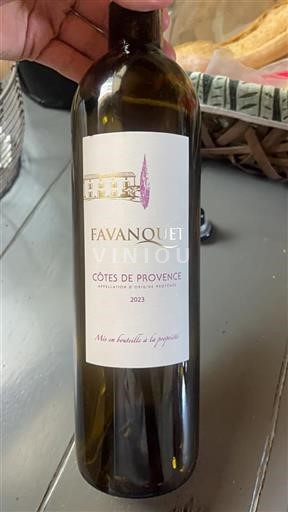 FAVANQUET
VINIOU
CÔTES DE PROVENCE
APPELLATION D'ORIGINE PROTÉGÉE
2023
Mis en bouteille à la propriété